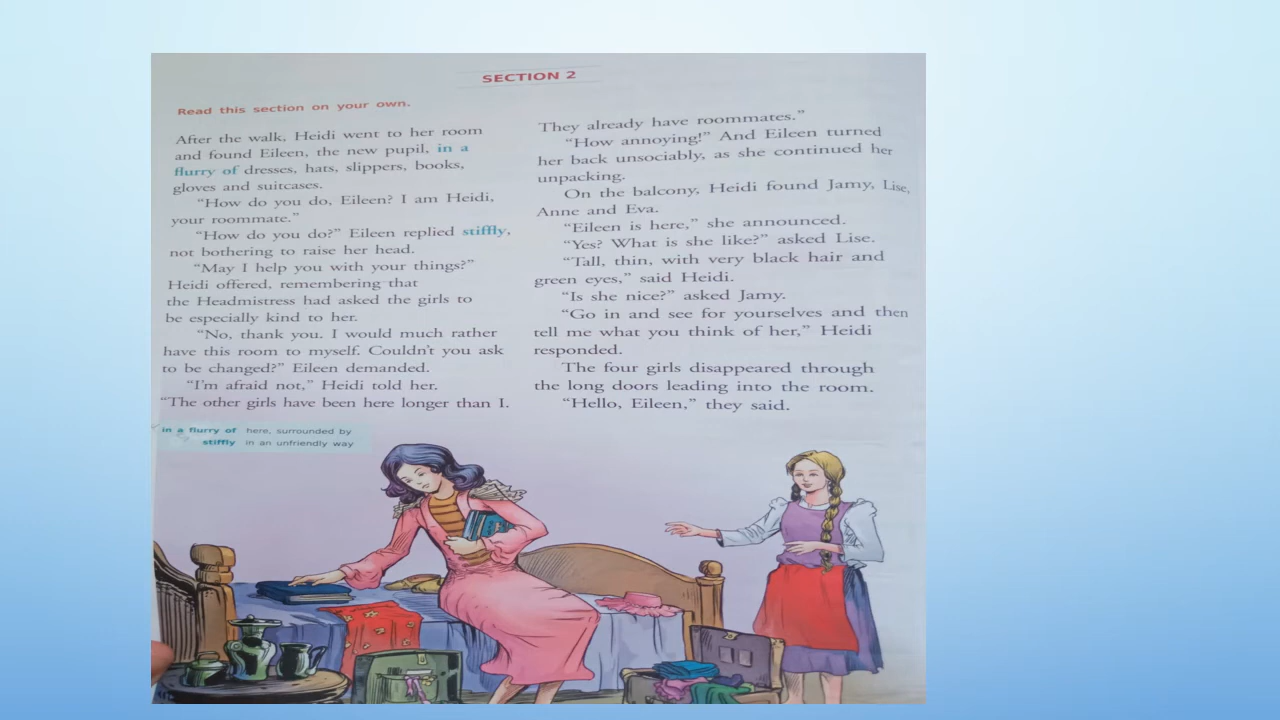 SECTION 2
Read this section on your own.
After the walk, Heidi went to her room
and found Eileen, the new pupil, in a
flurry of dresses, hats, slippers, books,
gloves and suitcases.
“How do you do, Eileen? I am Heidi,
your roommate.”
“How do you do?” Eileen replied stiffly,
not bothering to raise her head.
“May I help you with your things?”
Heidi offered, remembering that
the Headmistress had asked the girls to
be especially kind to her.
“No, thank you. I would much rather
have this room to myself. Couldn’t you ask
to be changed?” Eileen demanded.
“I’m afraid not,” Heidi told her.
“The other girls have been here longer than I.
They already have roommates.”
“How annoying!” And Eileen turned
her back unsociably, as she continued her
unpacking.
On the balcony, Heidi found Jamy, Lise,
Anne and Eva.
“Eileen is here,” she announced.
“Yes? What is she like?” asked Lise.
“Tall, thin, with very black hair and
green eyes,” said Heidi.
“Is she nice?” asked Jamy.
“Go in and see for yourselves and then
tell me what you think of her,” Heidi
responded.
The four girls disappeared through
the long doors leading into the room.
“Hello, Eileen,” they said.
in a flurry of here, surrounded by
stiffly in an unfriendly way